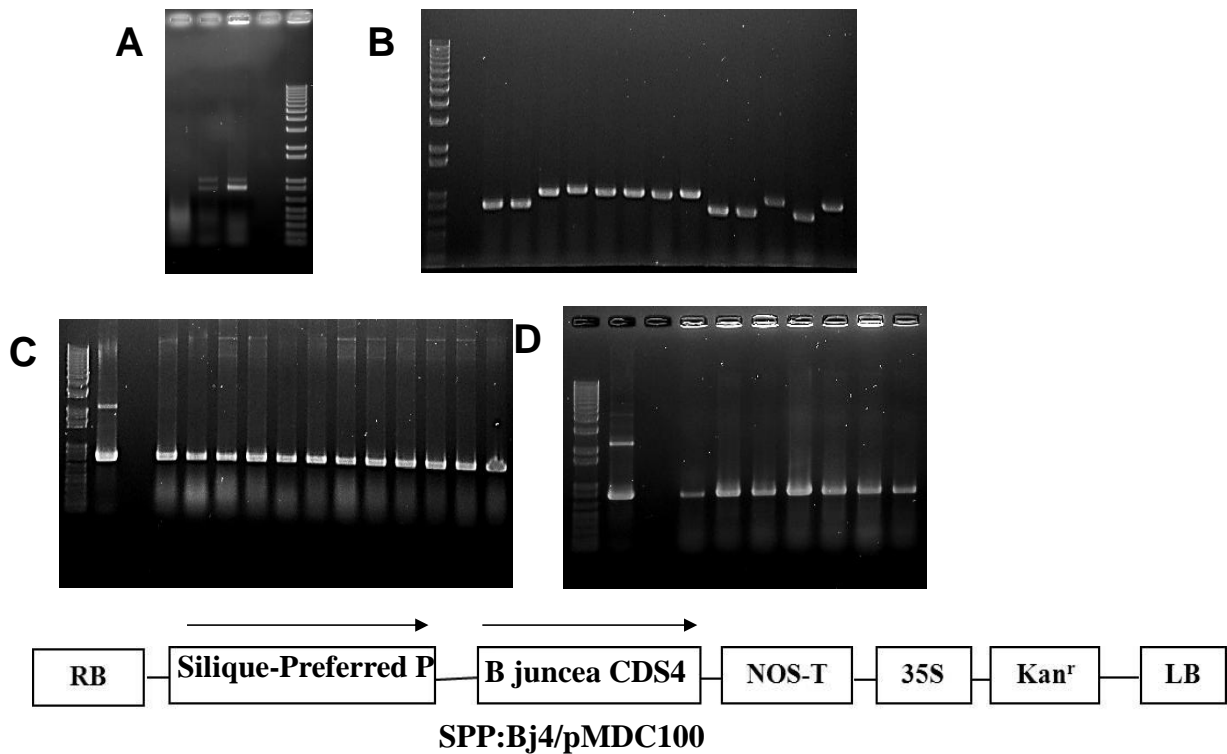 A
B
C
D
RB
Silique-Preferred P
B juncea CDS4
NOS-T
35S
Kanʳ
LB
SPP:Bj4/pMDC100